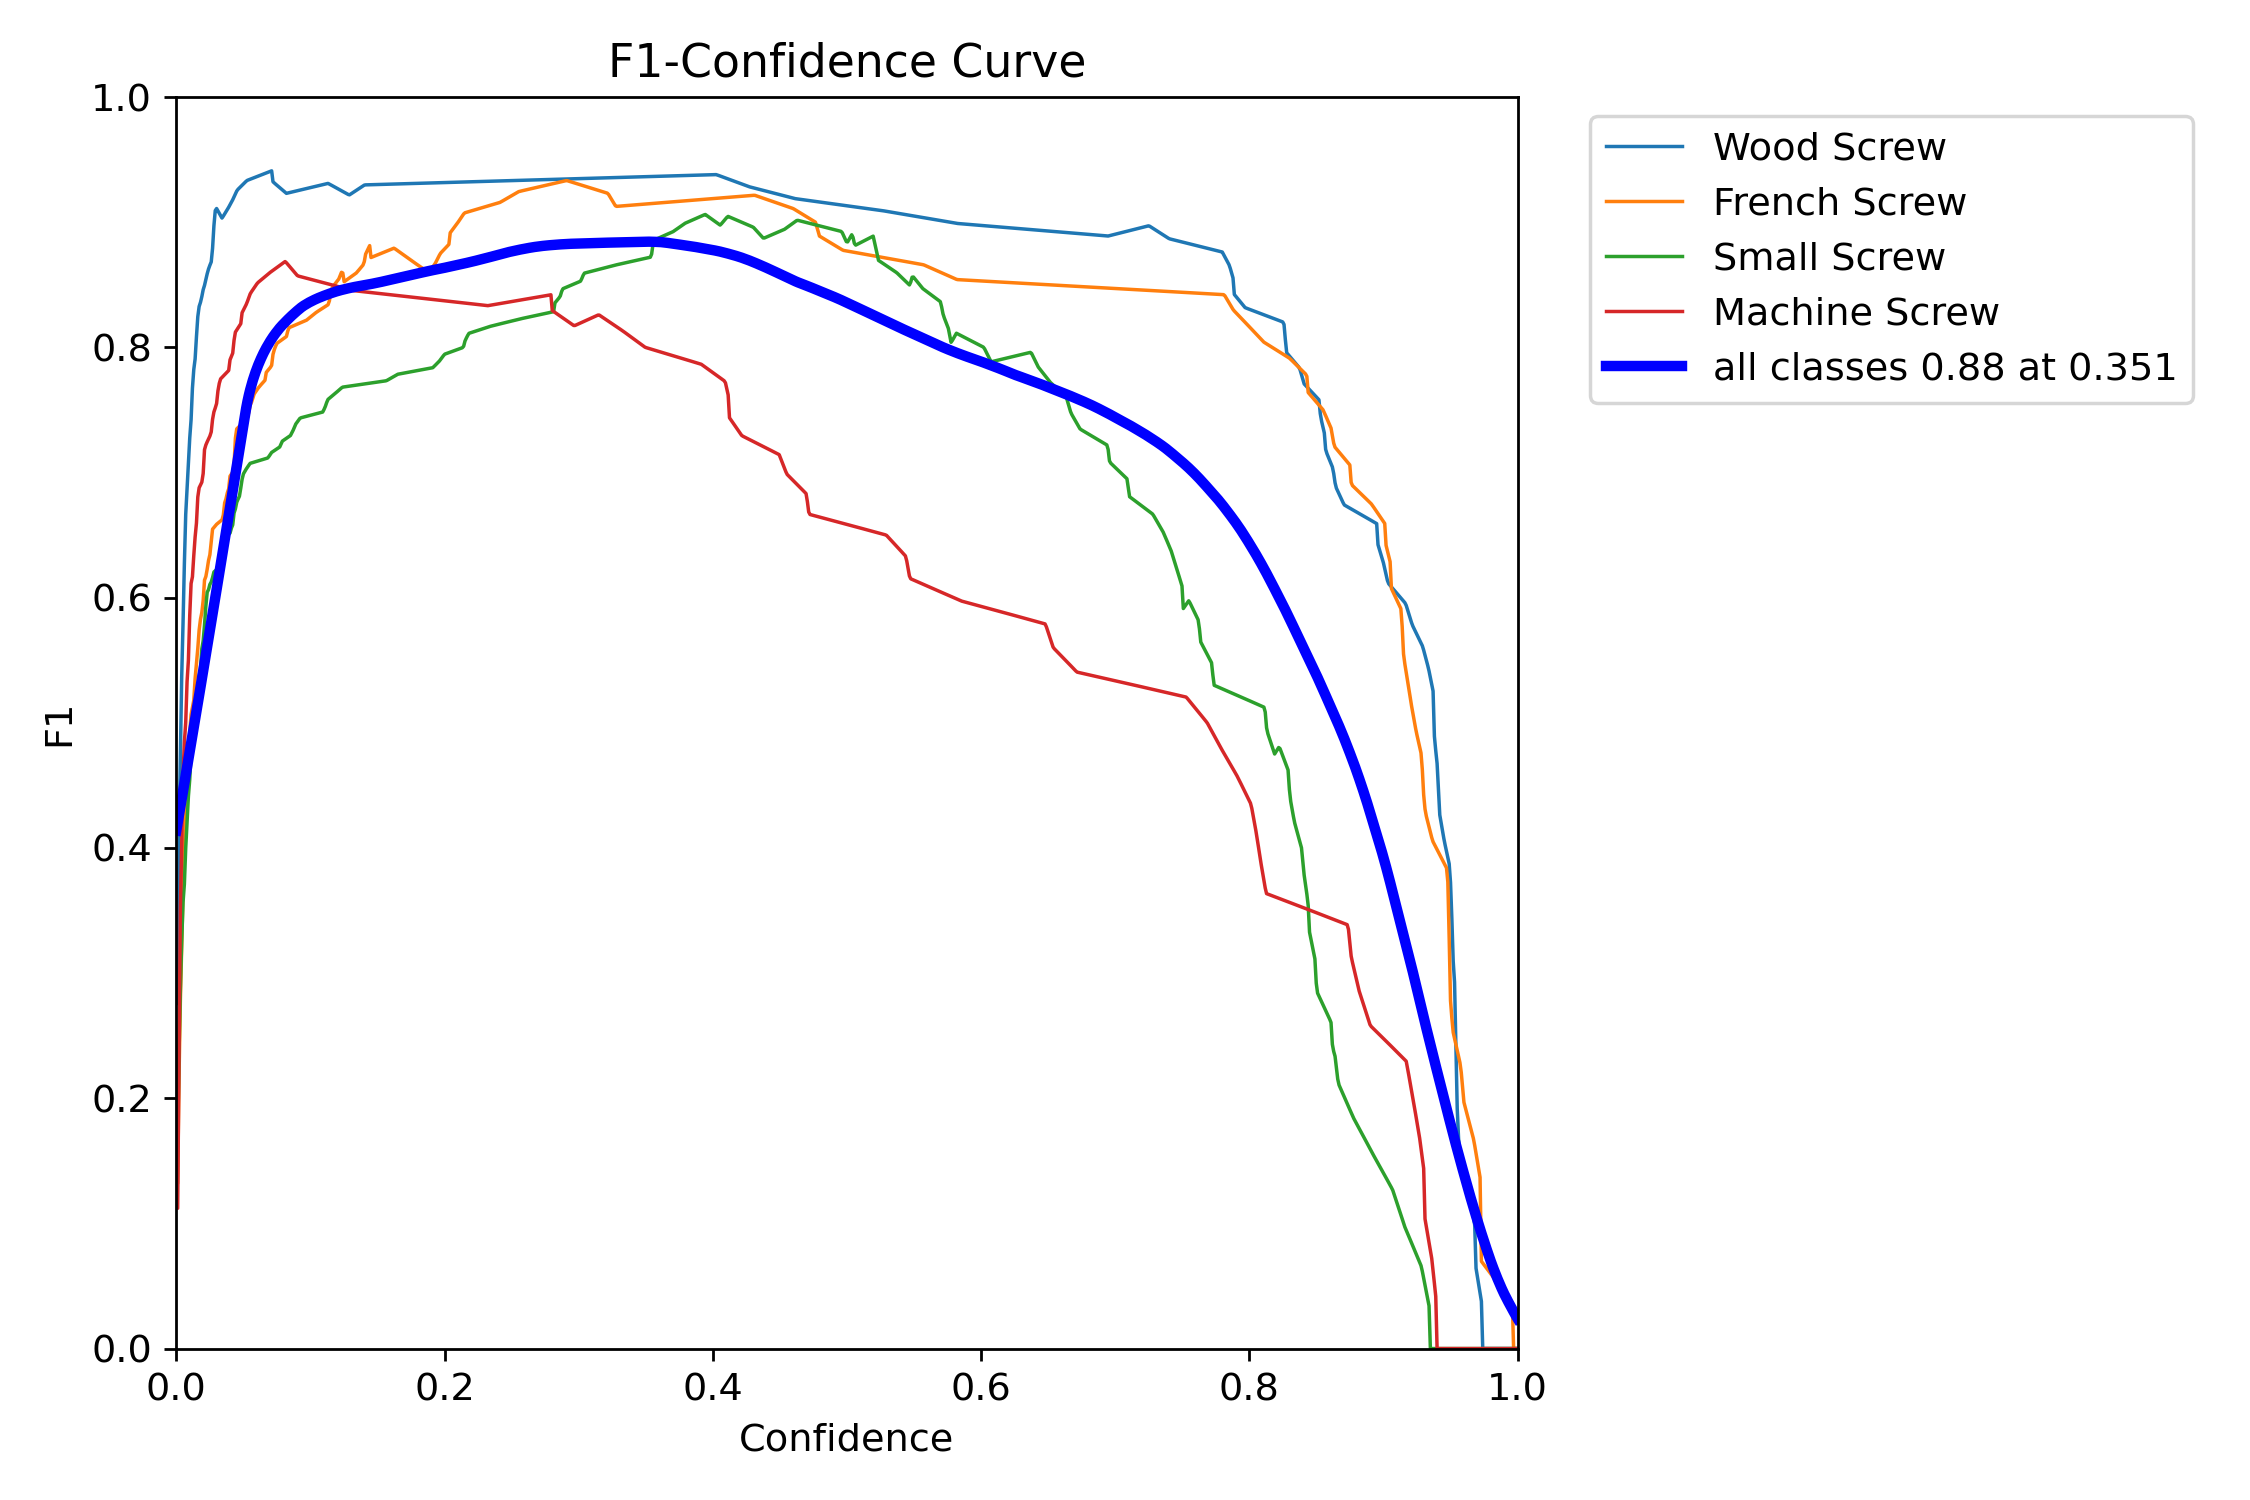 F1-Confidence Curve
1.0
0.8
0.6
0.4
0.2
0.0
F1
0.0 0.2 0.4 0.6 0.8 1.0
Confidence
Wood Screw
French Screw
Small Screw
Machine Screw
all classes 0.88 at 0.351